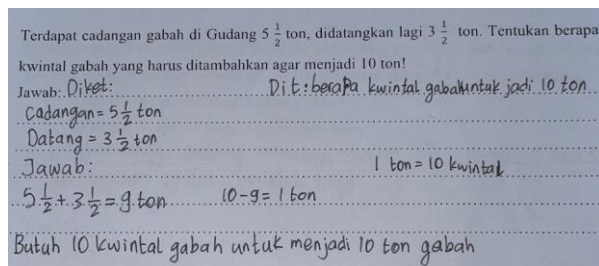 Terdapat cadangan gabah di Gudang 5 1/2 ton, didatangkan lagi 3 1/2 ton. Tentukan berapa
kwintal gabah yang harus ditambahkan agar menjadi 10 ton!
Jawab: Diket: Dit: berapa kwintal gabah untuk jadi 10 ton
Cadangan = 5 1/2 ton
Datang = 3 1/2 ton
Jawab: 1 ton = 10 kwintal
5 1/2 + 3 1/2 = 9 ton 10 - 9 = 1 ton
Butuh 10 kwintal gabah untuk menjadi 10 ton gabah